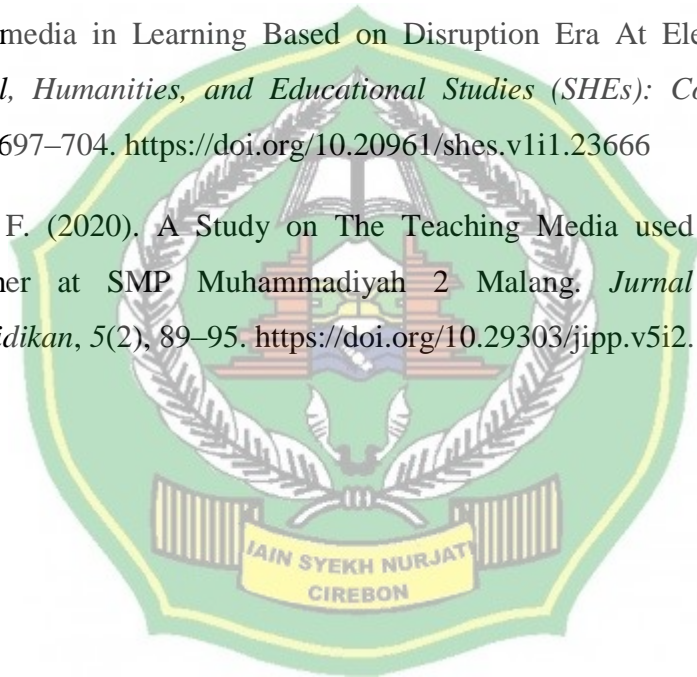 media in Learning Based on Disruption Era At Ele
l, Humanities, and Educational Studies (SHEs): Co
697–704. https://doi.org/10.20961/shes.v1i1.23666
F. (2020). A Study on The Teaching Media used
ner at SMP Muhammadiyah 2 Malang. Jurnal
idikan, 5(2), 89–95. https://doi.org/10.29303/jipp.v5i2.
IAIN SYEKH NURJATI
CIREBON